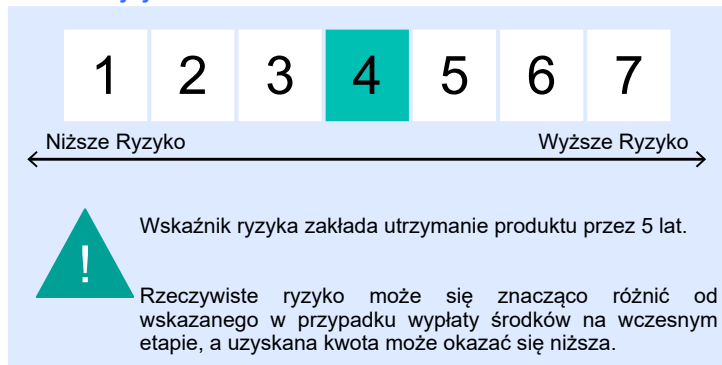 1 2 3 4 5 6 7
Niższe Ryzyko Wyższe Ryzyko
Wskaźnik ryzyka zakłada utrzymanie produktu przez 5 lat.
!
Rzeczywiste ryzyko może się znacząco różnić od
wskazanego w przypadku wypłaty środków na wczesnym
etapie, a uzyskana kwota może okazać się niższa.